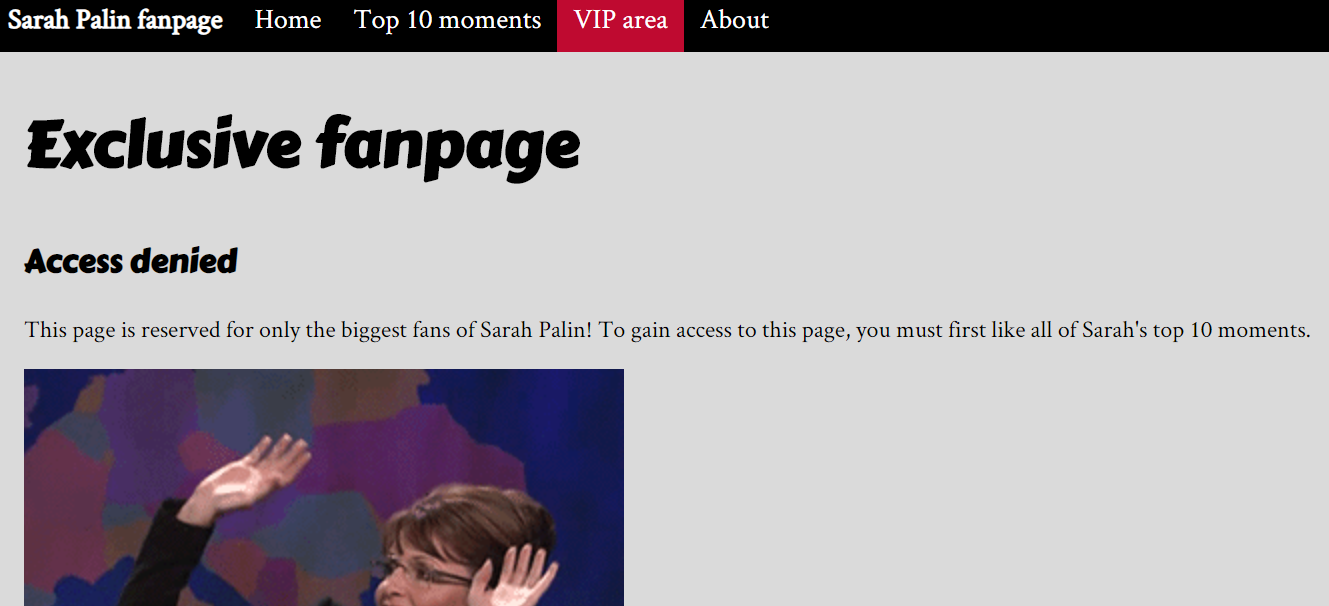 Sarah Palin fanpage Home Top 10 moments VIP area About
Exclusive fanpage
Access denied
This page is reserved for only the biggest fans of Sarah Palin! To gain access to this page, you must first like all of Sarah's top 10 moments.